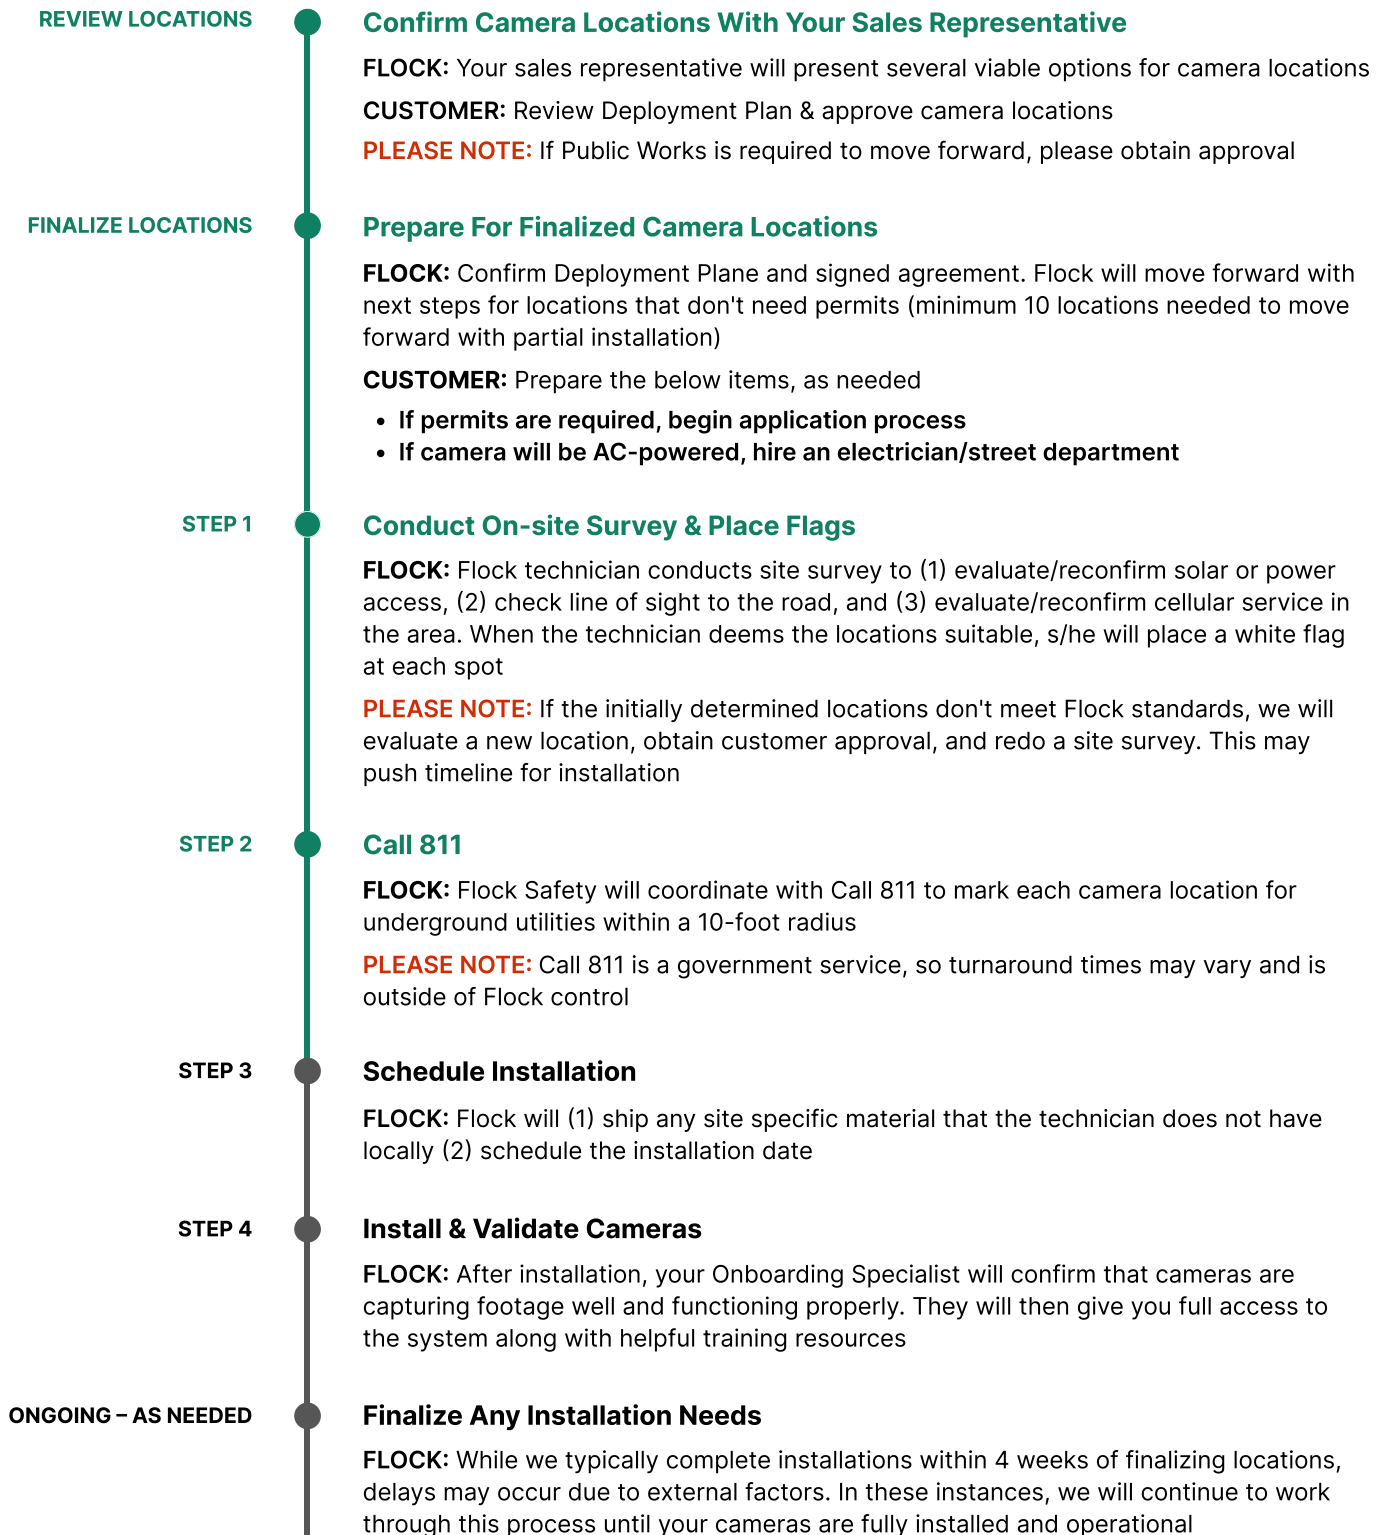 REVIEW LOCATIONS
Confirm Camera Locations With Your Sales Representative
FLOCK: Your sales representative will present several viable options for camera locations
CUSTOMER: Review Deployment Plan & approve camera locations
PLEASE NOTE: If Public Works is required to move forward, please obtain approval
FINALIZE LOCATIONS
Prepare For Finalized Camera Locations
FLOCK: Confirm Deployment Plane and signed agreement. Flock will move forward with
next steps for locations that don't need permits (minimum 10 locations needed to move
forward with partial installation)
CUSTOMER: Prepare the below items, as needed
• If permits are required, begin application process
• If camera will be AC-powered, hire an electrician/street department
STEP 1
Conduct On-site Survey & Place Flags
FLOCK: Flock technician conducts site survey to (1) evaluate/reconfirm solar or power
access, (2) check line of sight to the road, and (3) evaluate/reconfirm cellular service in
the area. When the technician deems the locations suitable, s/he will place a white flag
at each spot
PLEASE NOTE: If the initially determined locations don't meet Flock standards, we will
evaluate a new location, obtain customer approval, and redo a site survey. This may
push timeline for installation
STEP 2
Call 811
FLOCK: Flock Safety will coordinate with Call 811 to mark each camera location for
underground utilities within a 10-foot radius
PLEASE NOTE: Call 811 is a government service, so turnaround times may vary and is
outside of Flock control
STEP 3
Schedule Installation
FLOCK: Flock will (1) ship any site specific material that the technician does not have
locally (2) schedule the installation date
STEP 4
Install & Validate Cameras
FLOCK: After installation, your Onboarding Specialist will confirm that cameras are
capturing footage well and functioning properly. They will then give you full access to
the system along with helpful training resources
ONGOING – AS NEEDED
Finalize Any Installation Needs
FLOCK: While we typically complete installations within 4 weeks of finalizing locations,
delays may occur due to external factors. In these instances, we will continue to work
through this process until your cameras are fully installed and operational